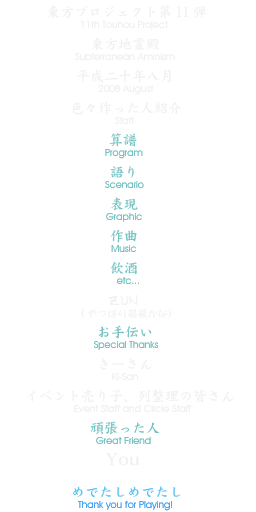 東方プロジェクト第11弾
11th Touhou Project
東方地霊殿
Subterranean Animism
平成二十年八月
2008 August
色々作った人紹介
Staff
算譜
Program
語り
Scenario
表現
Graphic
作曲
Music
飲酒
etc...
ZUN
お手伝い
Special Thanks
きーさん
Ki-San
イベント売り子、列整理の皆さん
Event Staff and Circle Staff
頑張った人
Great Friend
You
めでたしめでたし
Thank you for Playing!